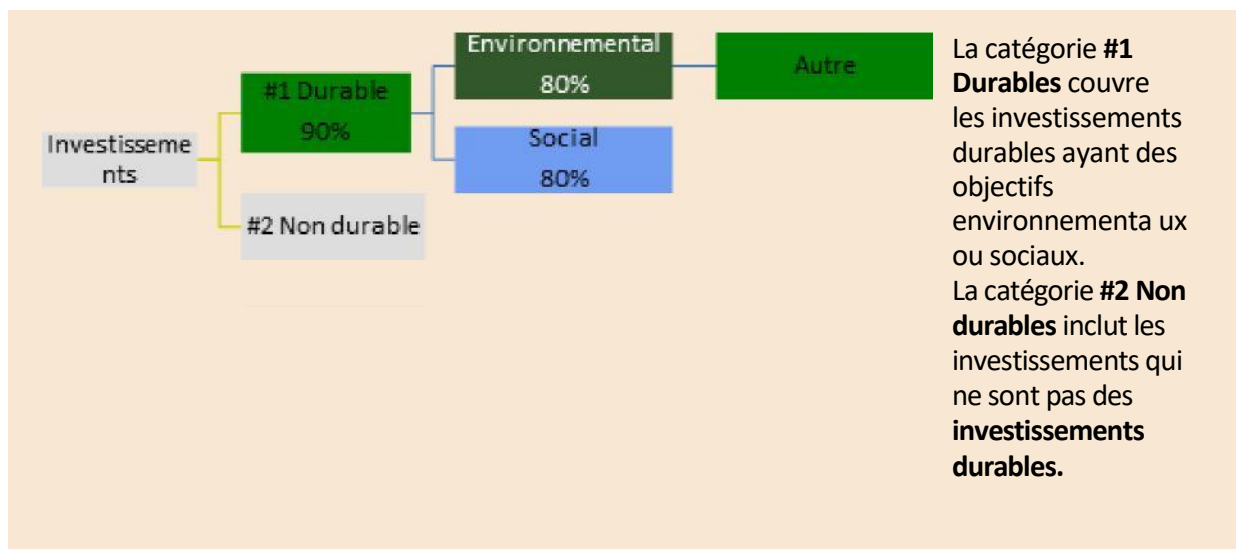 Investisseme
nts
#1 Durable
90%
#2 Non durable
Environnemental
80%
Social
80%
Autre
La catégorie #1
Durables couvre
les investissements
durables ayant des
objectifs
environnementa ux
ou sociaux.
La catégorie #2 Non
durables inclut les
investissements qui
ne sont pas des
investissements
durables.